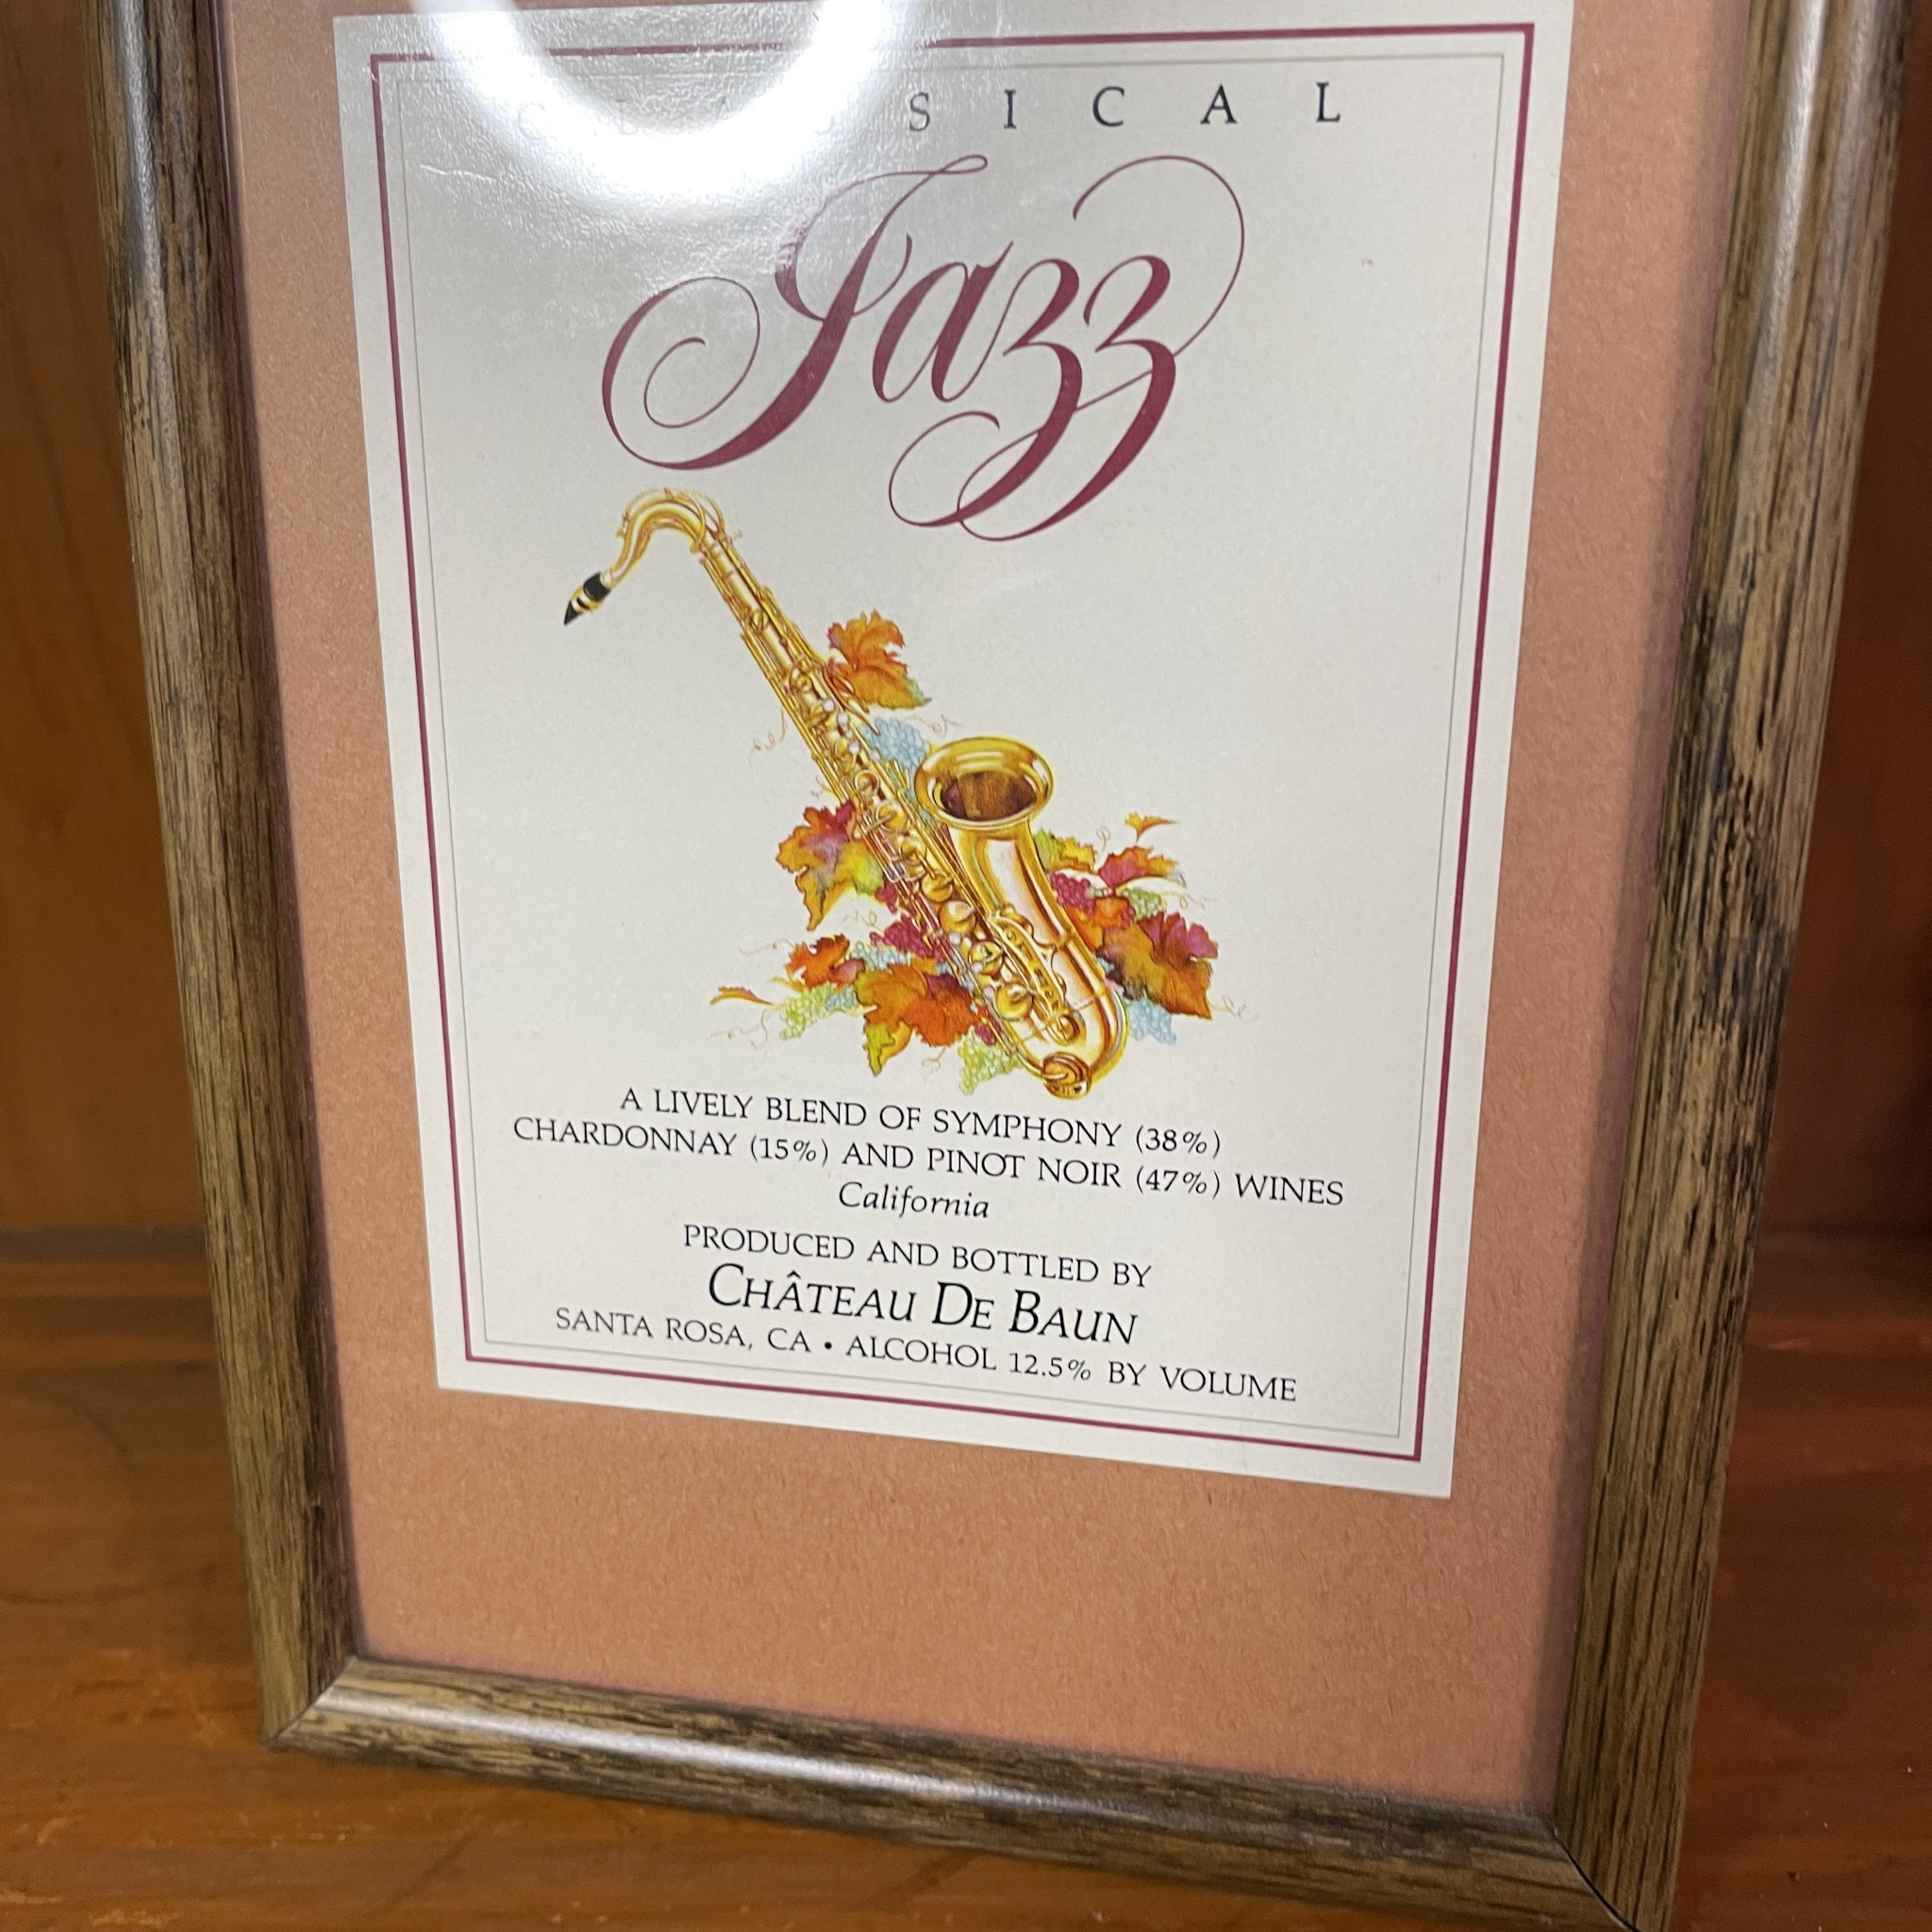 CLASSICAL
Jazz
A LIVELY BLEND OF SYMPHONY (38%)
CHARDONNAY (15%) AND PINOT NOIR (47%) WINES
California
PRODUCED AND BOTTLED BY
CHÂTEAU DE BAUN
SANTA ROSA, CA • ALCOHOL 12.5% BY VOLUME